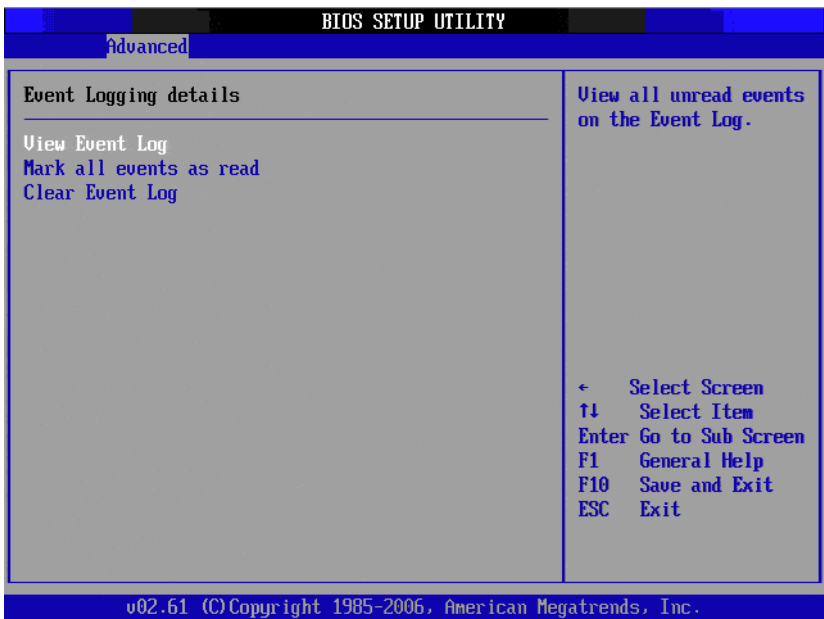 BIOS SETUP UTILITY
Advanced
Event Logging details
View Event Log
Mark all events as read
Clear Event Log
View all unread events
on the Event Log.
← Select Screen
↑↓ Select Item
Enter Go to Sub Screen
F1 General Help
F10 Save and Exit
ESC Exit
v02.61 (C)Copyright 1985-2006, American Megatrends, Inc.